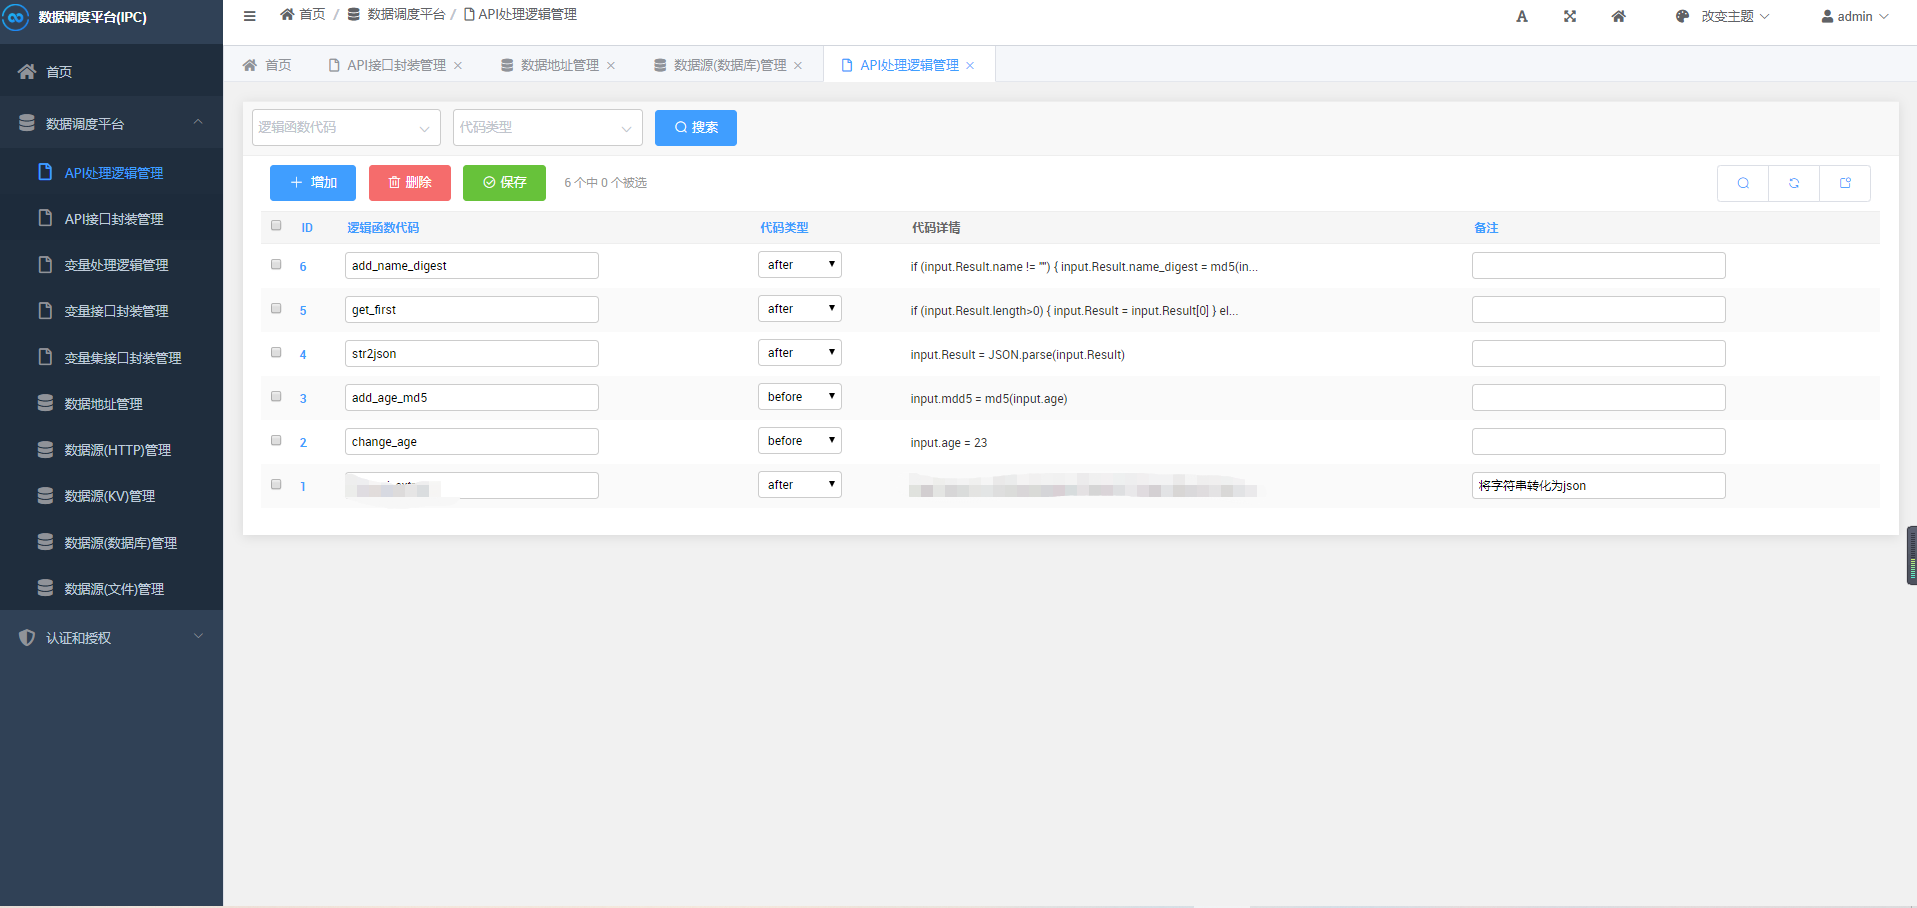 数据调度平台(IPC)
首页 / 数据调度平台 / API处理逻辑管理
A
改变主题
admin
首页
数据调度平台
API处理逻辑管理
API接口封装管理
变量处理逻辑管理
变量接口封装管理
变量集接口封装管理
数据地址管理
数据源(HTTP)管理
数据源(KV)管理
数据源(数据库)管理
数据源(文件)管理
认证和授权
首页 API接口封装管理 × 数据地址管理 × 数据源(数据库)管理 × API处理逻辑管理 ×
逻辑函数代码 代码类型 搜索
增加 删除 保存 6 个中 0 个被选
ID 逻辑函数代码 代码类型 代码详情 备注
6 add_name_digest after if (input.Result.name != "") { input.Result.name_digest = md5(in...
5 get_first after if (input.Result.length>0) { input.Result = input.Result[0] } el...
4 str2json after input.Result = JSON.parse(input.Result)
3 add_age_md5 before input.mdd5 = md5(input.age)
2 change_age before input.age = 23
1 after 将字符串转化为json